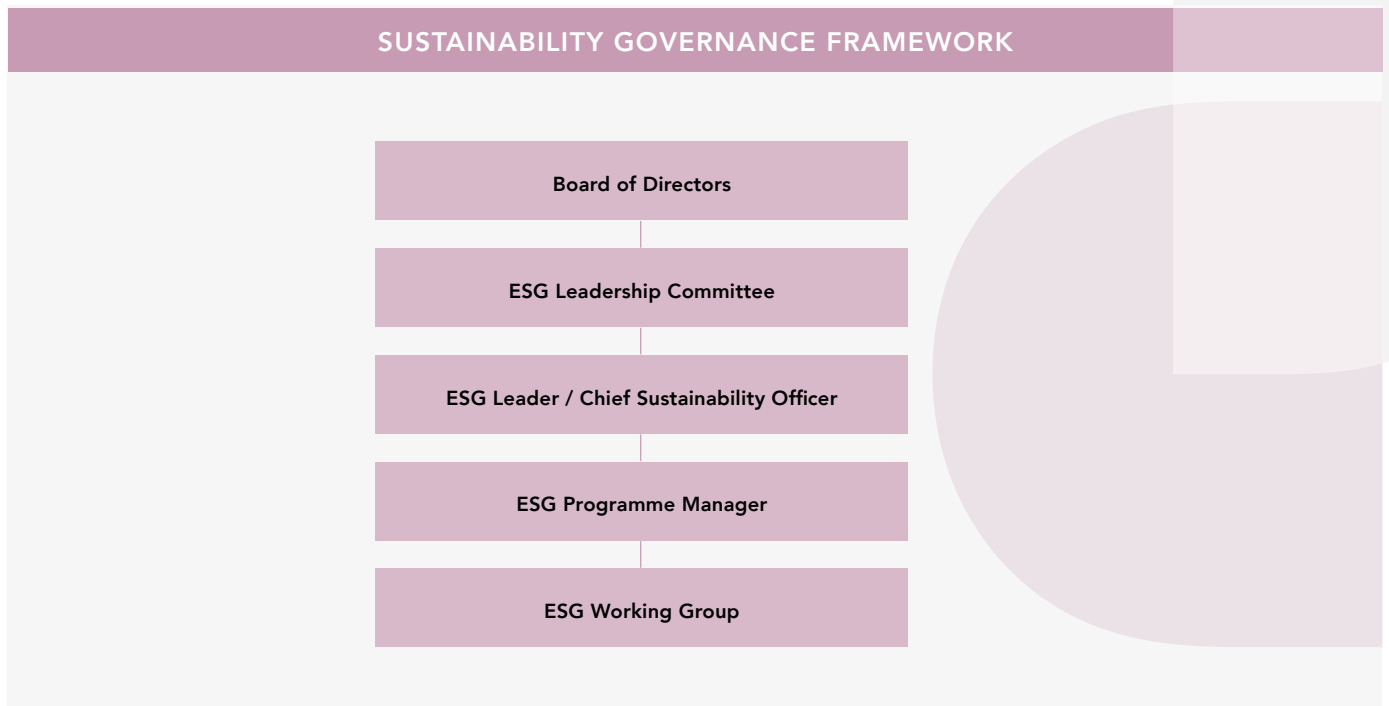 SUSTAINABILITY GOVERNANCE FRAMEWORK
Board of Directors
ESG Leadership Committee
ESG Leader / Chief Sustainability Officer
ESG Programme Manager
ESG Working Group